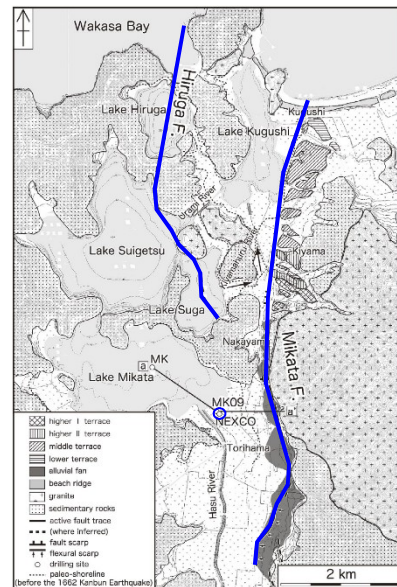 Wakasa Bay
Hiruga F.
Lake Hiruga
Lake Kugushi
Kugushi
Urami River
Lake Suigetsu
Kiyama
Lake Suga
Nakayama
Mikata F.
a MK
Lake Mikata
MK09
a'
NEXCO
Torihama
Hasu River
higher I terrace
higher II terrace
middle terrace
lower terrace
alluvial fan
beach ridge
granite
sedimentary rocks
active fault trace
(where inferred)
fault scarp
flexural scarp
drilling site
paleo-shoreline
(before the 1662 Kanbun Earthquake)
2 km